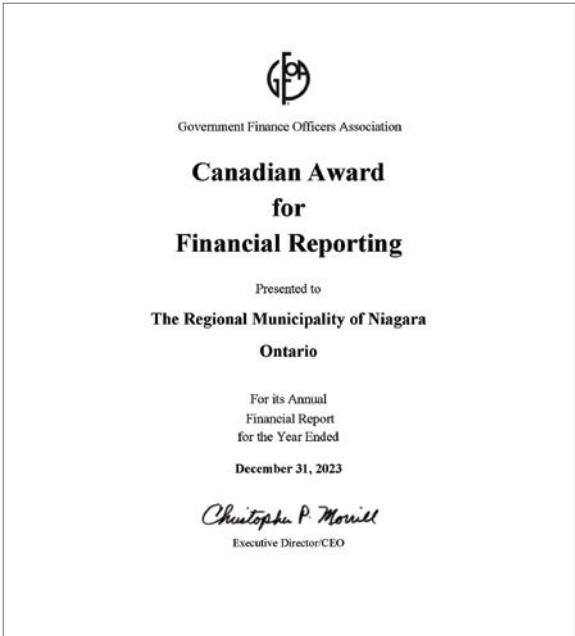 GFOA
Government Finance Officers Association
Canadian Award
for
Financial Reporting
Presented to
The Regional Municipality of Niagara
Ontario
For its Annual
Financial Report
for the Year Ended
December 31, 2023
Christopher P. Morrill
Executive Director/CEO